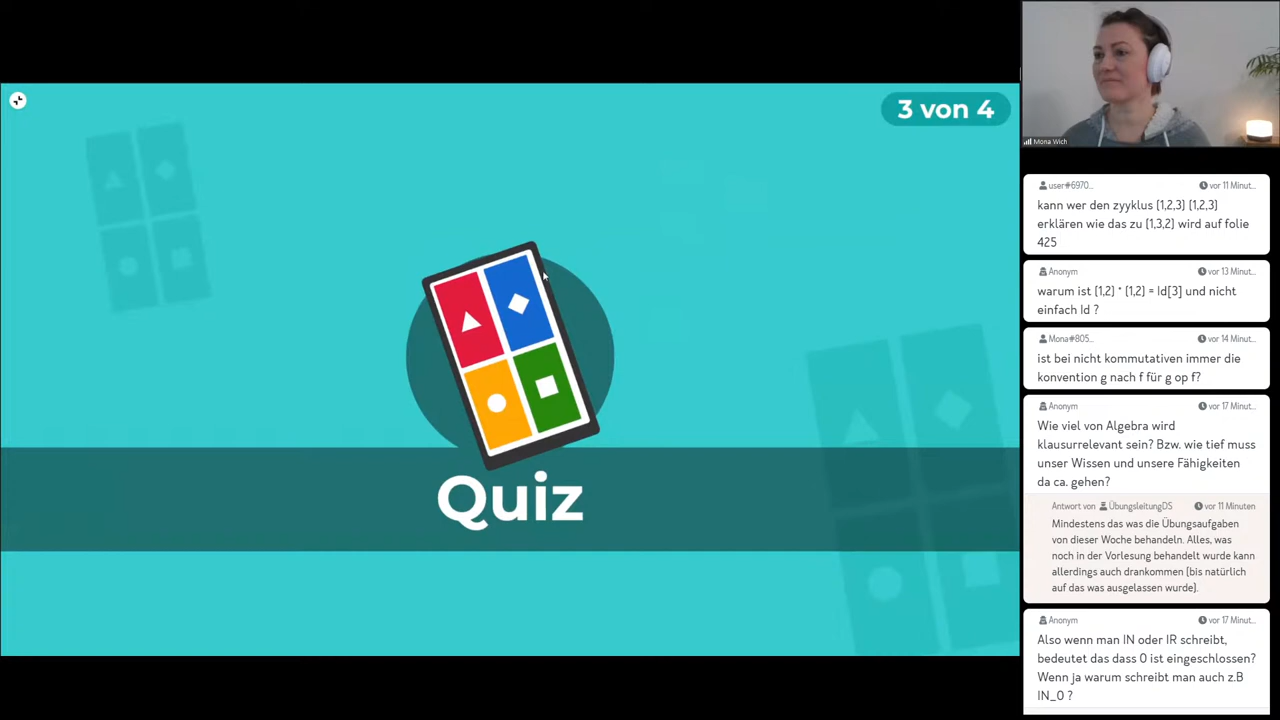 3 von 4
Quiz
Mona Wich
user#6970... vor 11 Minut...
kann wer den zyyklus [1,2,3] [1,2,3]
erklären wie das zu [1,3,2] wird auf folie
425
Anonym vor 13 Minut...
warum ist [1,2] * [1,2] = Id[3] und nicht
einfach Id ?
Mona#805... vor 14 Minut...
ist bei nicht kommutativen immer die
konvention g nach f für g op f?
Anonym vor 17 Minut...
Wie viel von Algebra wird
klausurrelevant sein? Bzw. wie tief muss
unser Wissen und unsere Fähigkeiten
da ca. gehen?
Antwort von ÜbungsleitungDS vor 11 Minuten
Mindestens das was die Übungsaufgaben
von dieser Woche behandeln. Alles, was
noch in der Vorlesung behandelt wurde kann
allerdings auch drankommen (bis natürlich
auf das was ausgelassen wurde).
Anonym vor 17 Minut...
Also wenn man IN oder IR schreibt,
bedeutet das dass 0 ist eingeschlossen?
Wenn ja warum schreibt man auch z.B
IN_0 ?